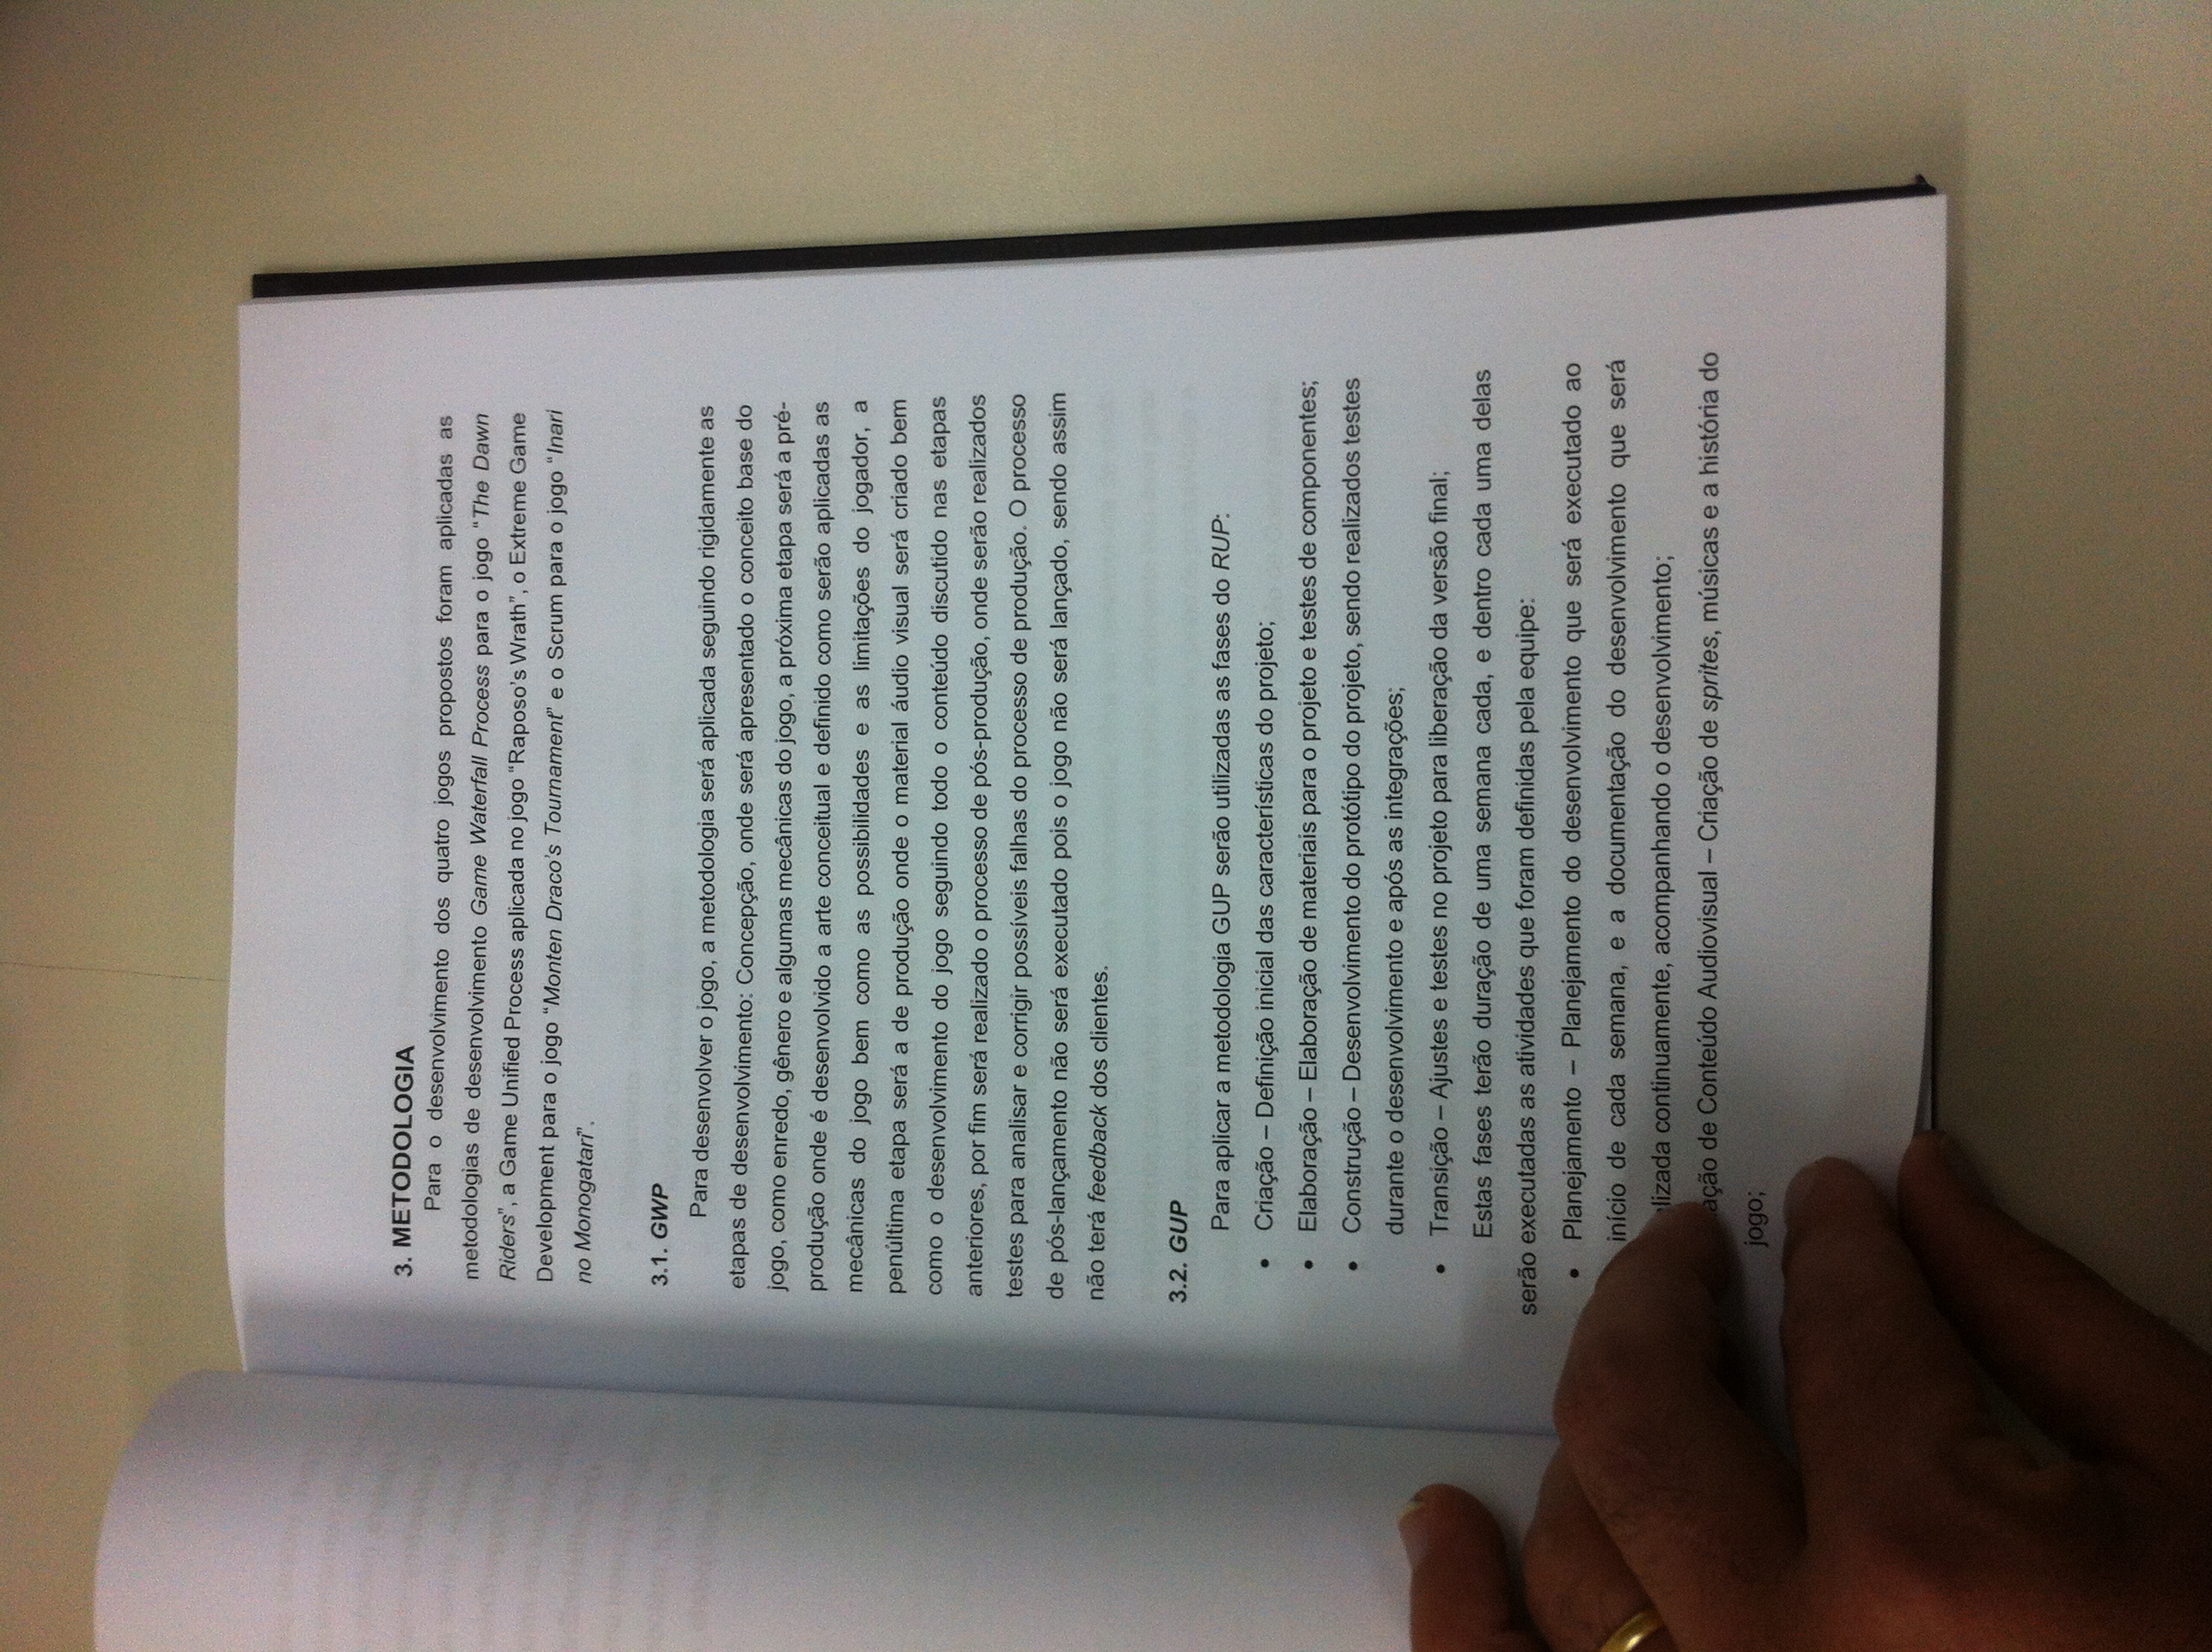 3. METODOLOGIA
Para o desenvolvimento dos quatro jogos propostos foram aplicadas as
metodologias de desenvolvimento Game Waterfall Process para o jogo “The Dawn
Riders”, a Game Unified Process aplicada no jogo “Raposo’s Wrath”, o Extreme Game
Development para o jogo “Monten Draco’s Tournament” e o Scrum para o jogo “Inari
no Monogatari”.
3.1. GWP
Para desenvolver o jogo, a metodologia será aplicada seguindo rigidamente as
etapas de desenvolvimento: Concepção, onde será apresentado o conceito base do
jogo, como enredo, gênero e algumas mecânicas do jogo, a próxima etapa será a pré-
produção onde é desenvolvido a arte conceitual e definido como serão aplicadas as
mecânicas do jogo bem como as possibilidades e as limitações do jogador, a
penúltima etapa será a de produção onde o material áudio visual será criado bem
como o desenvolvimento do jogo seguindo todo o conteúdo discutido nas etapas
anteriores, por fim será realizado o processo de pós-produção, onde serão realizados
testes para analisar e corrigir possíveis falhas do processo de produção. O processo
de pós-lançamento não será executado pois o jogo não será lançado, sendo assim
não terá feedback dos clientes.
3.2. GUP
Para aplicar a metodologia GUP serão utilizadas as fases do RUP:
• Criação – Definição inicial das características do projeto;
• Elaboração – Elaboração de materiais para o projeto e testes de componentes;
• Construção – Desenvolvimento do protótipo do projeto, sendo realizados testes
durante o desenvolvimento e após as integrações;
• Transição – Ajustes e testes no projeto para liberação da versão final;
Estas fases terão duração de uma semana cada, e dentro cada uma delas
serão executadas as atividades que foram definidas pela equipe:
• Planejamento – Planejamento do desenvolvimento que será executado ao
início de cada semana, e a documentação do desenvolvimento que será
continuamente, acompanhando o desenvolvimento;
de Conteúdo Audiovisual – Criação de sprites, músicas e a história do
jogo;